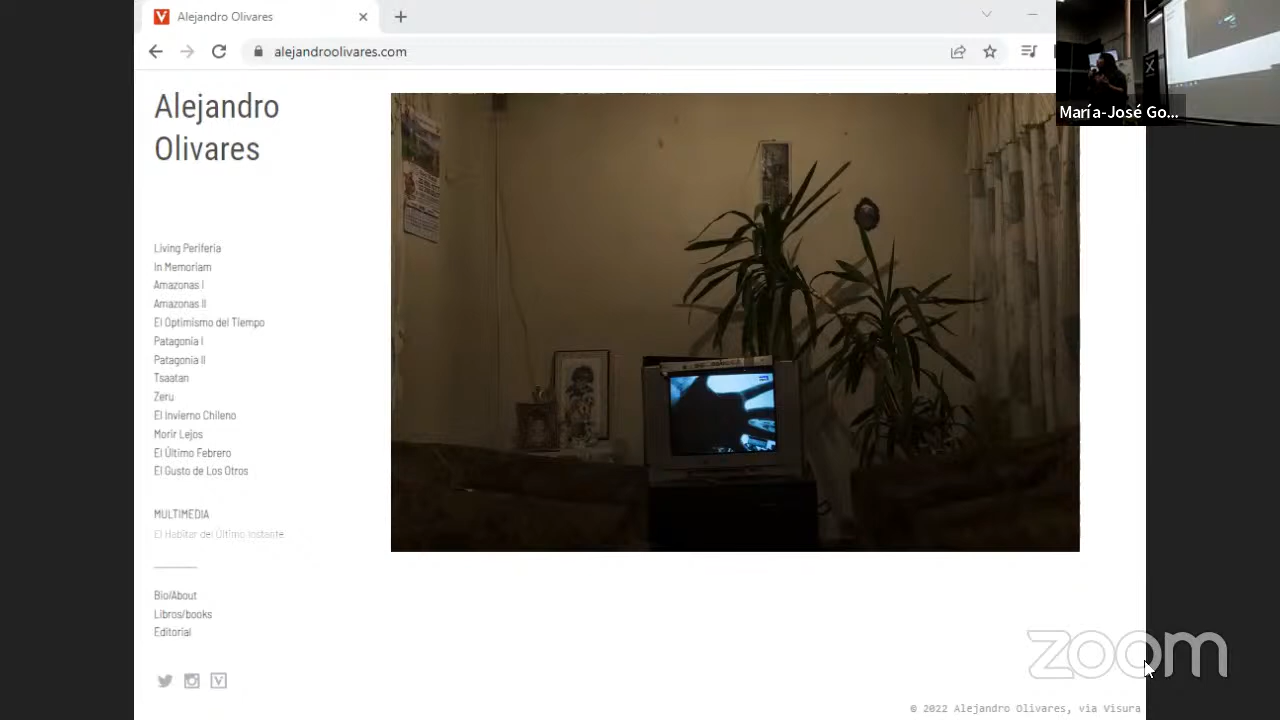 Alejandro Olivares
alejandroolivares.com
María-José Go...
Alejandro
Olivares
Living Periferia
In Memoriam
Amazonas I
Amazonas II
El Optimismo del Tiempo
Patagonia I
Patagonia II
Tsaatan
Zeru
El Invierno Chileno
Morir Lejos
El Último Febrero
El Gusto de Los Otros
MULTIMEDIA
El Habitar del Último Instante
Bio/About
Libros/books
Editorial
zoom
© 2022 Alejandro Olivares, via Visura